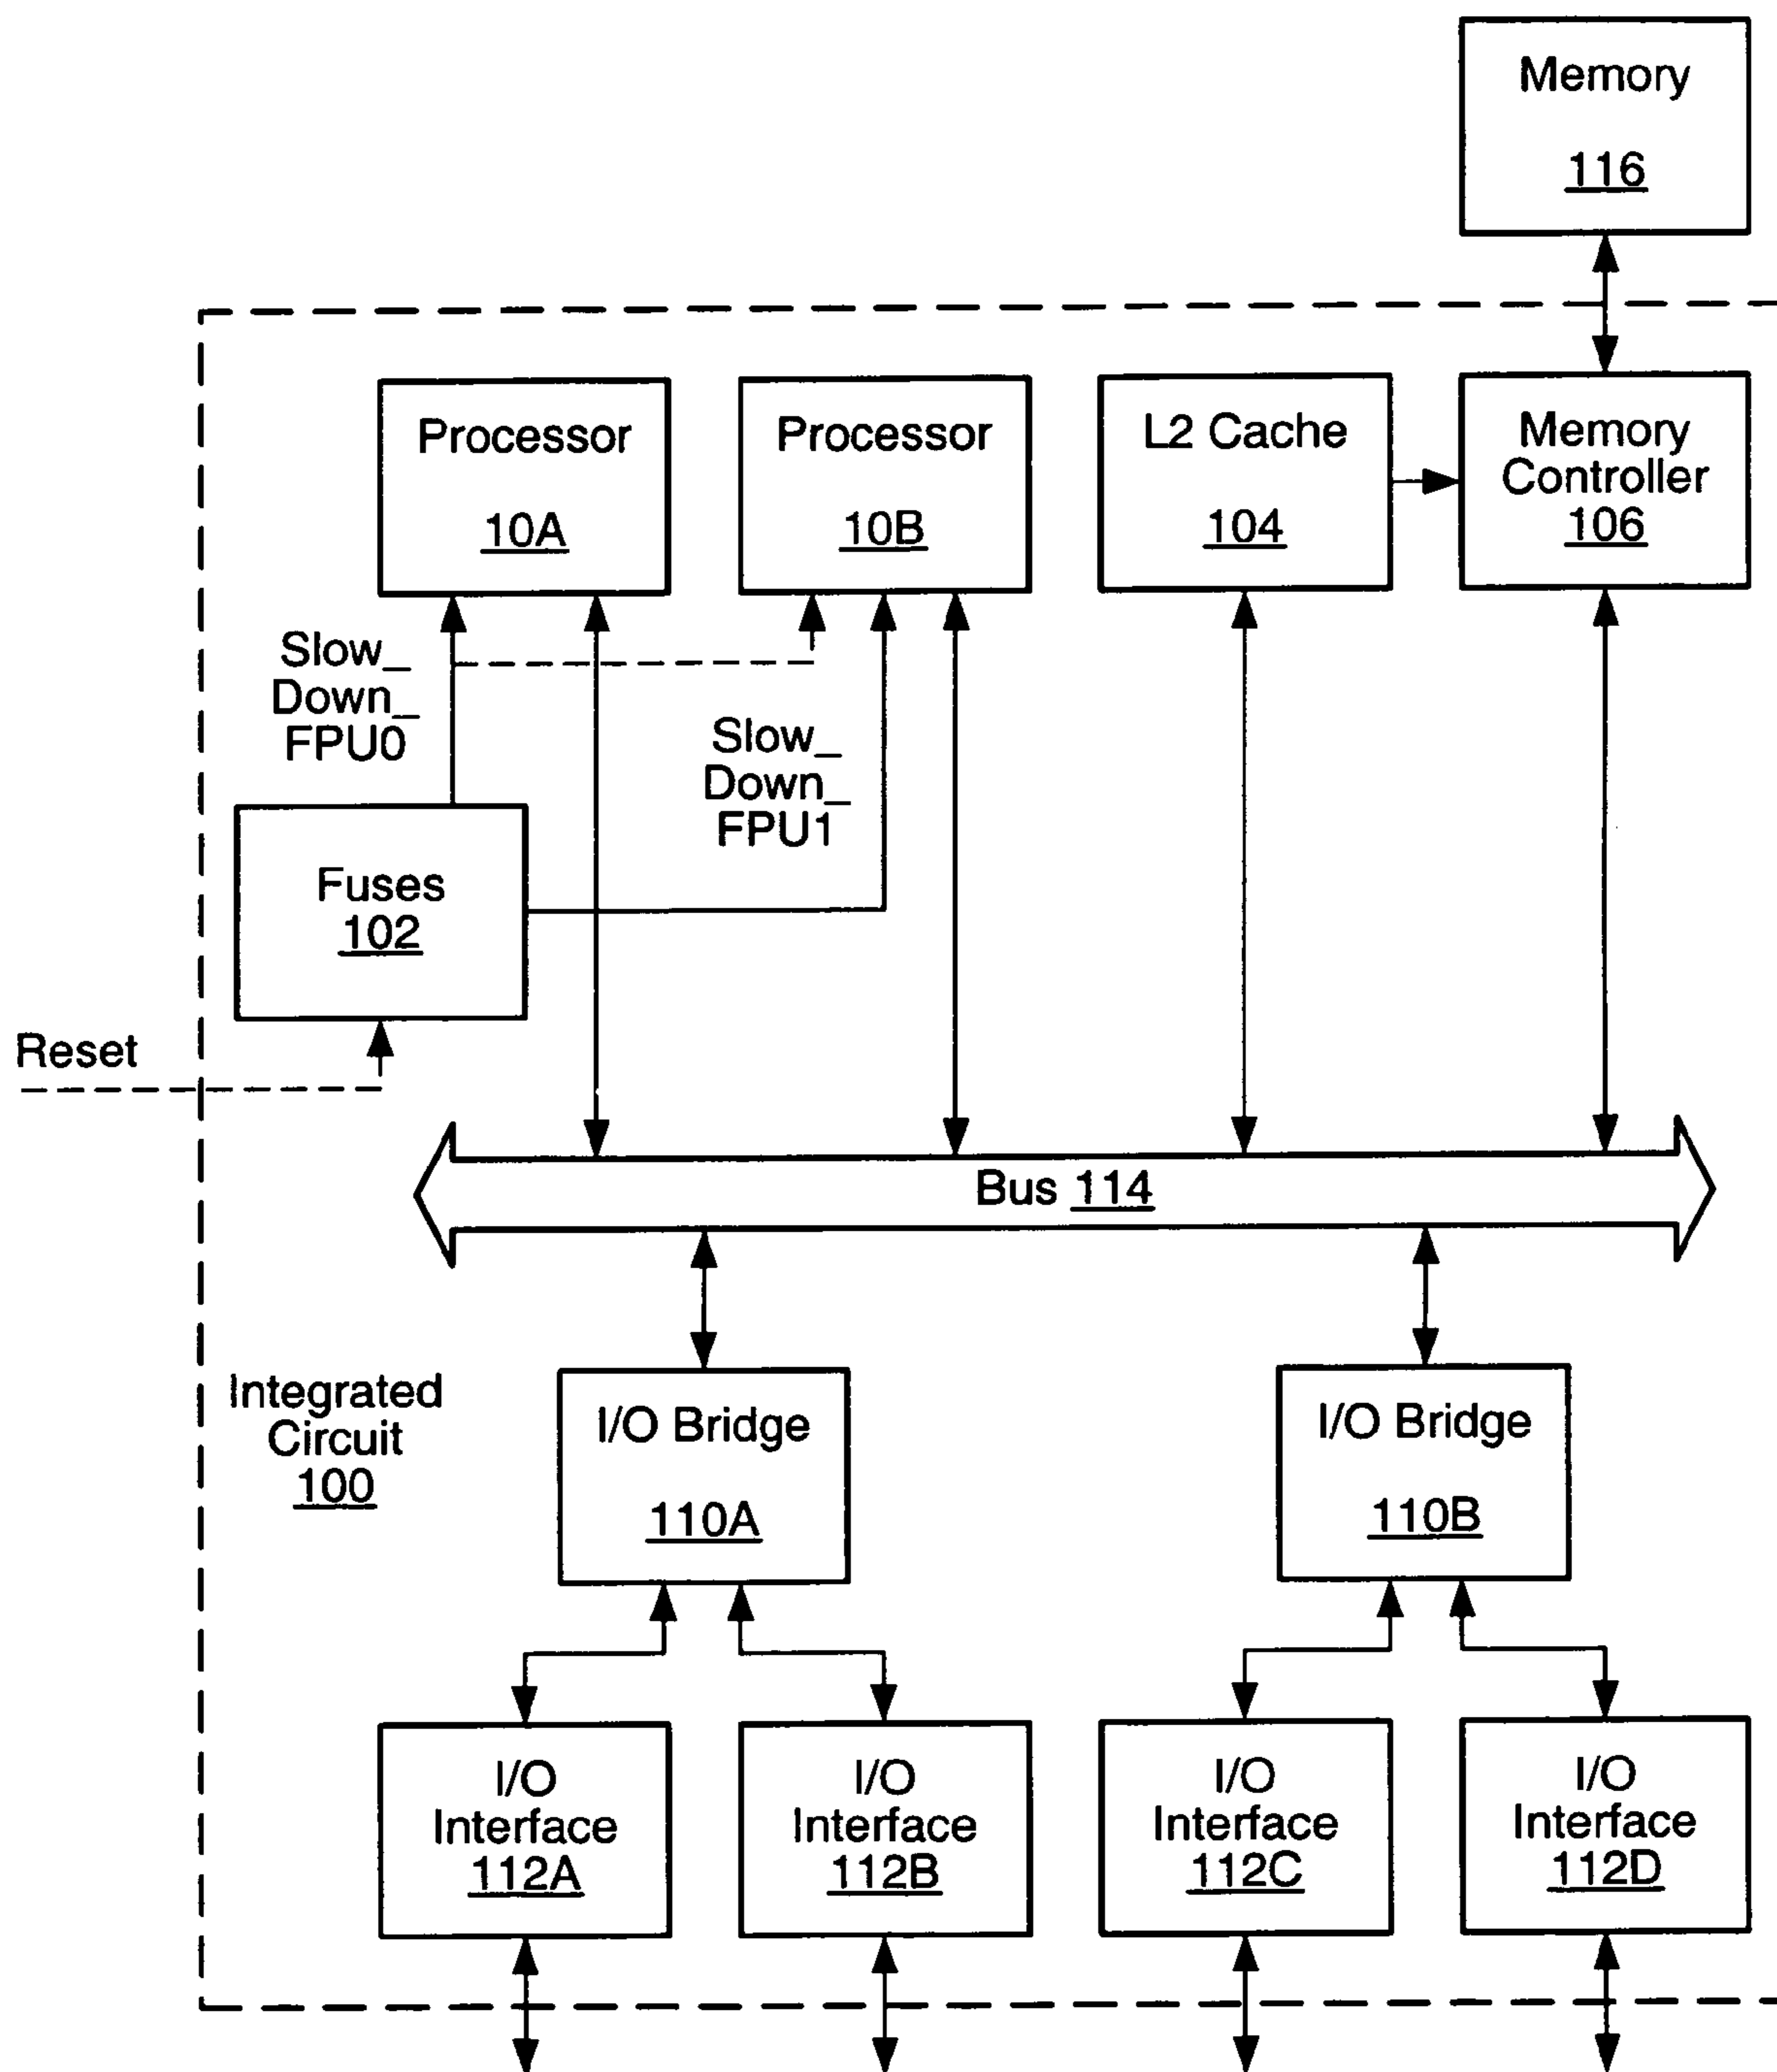 Memory
116
Processor
10A
Processor
10B
L2 Cache
104
Memory
Controller
106
Slow_
Down_
FPU0
Slow_
Down_
FPU1
Fuses
102
Reset
Bus 114
Integrated
Circuit
100
I/O Bridge
110A
I/O Bridge
110B
I/O
Interface
112A
I/O
Interface
112B
I/O
Interface
112C
I/O
Interface
112D